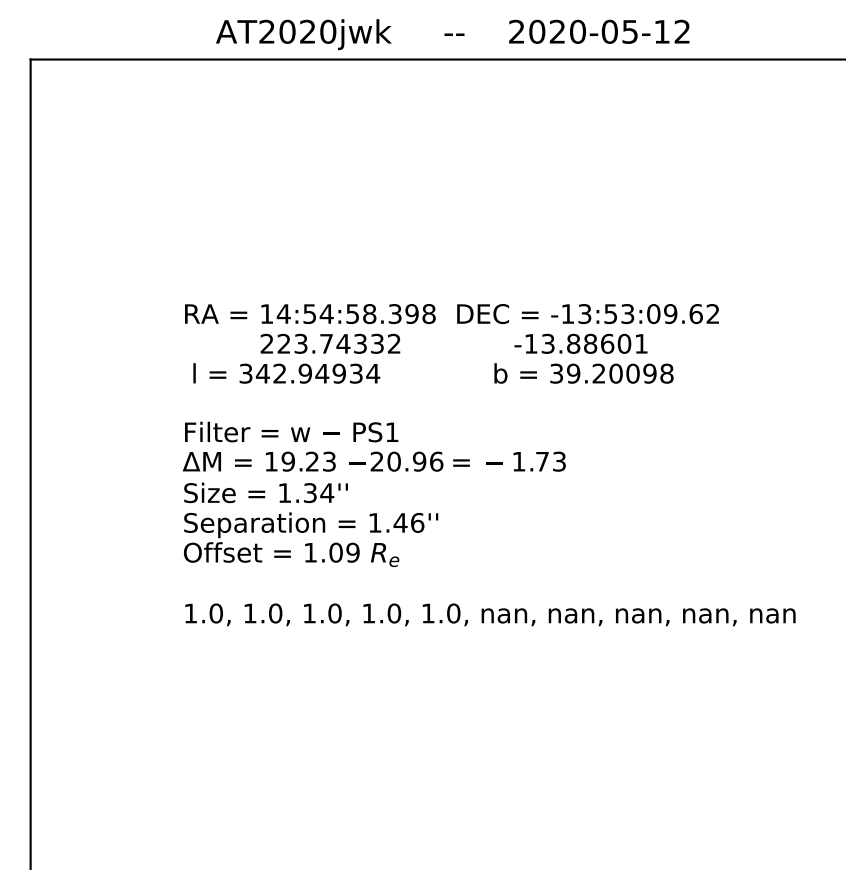 AT2020jwk -- 2020-05-12
RA = 14:54:58.398 DEC = -13:53:09.62
223.74332 -13.88601
l = 342.94934 b = 39.20098
Filter = w − PS1
ΔM = 19.23 −20.96 = − 1.73
Size = 1.34''
Separation = 1.46''
Offset = 1.09 Rₑ
1.0, 1.0, 1.0, 1.0, 1.0, nan, nan, nan, nan, nan